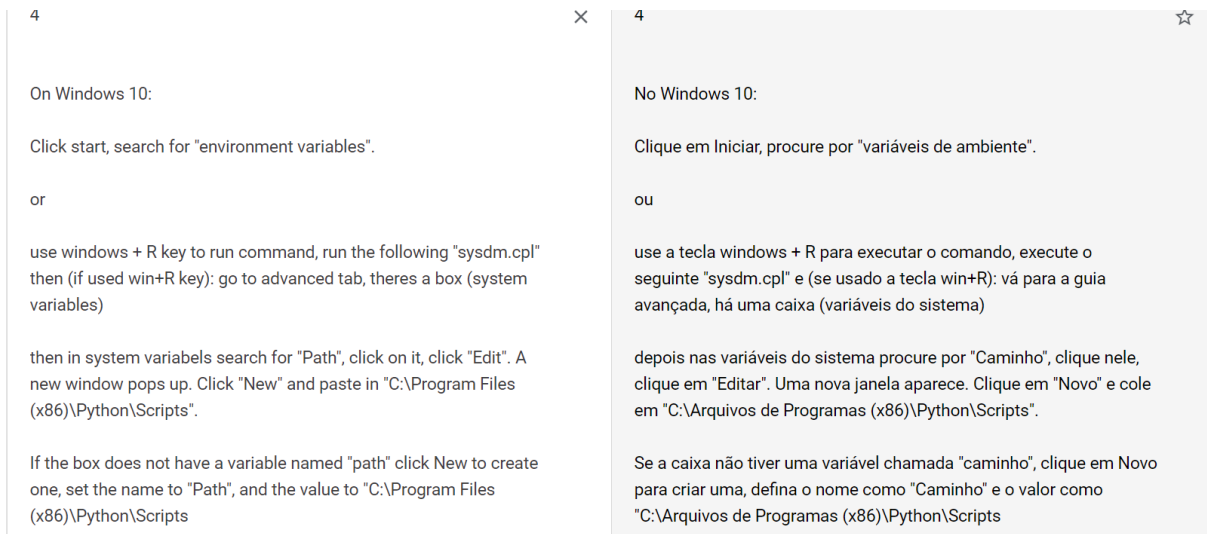 4
On Windows 10:
Click start, search for "environment variables".
or
use windows + R key to run command, run the following "sysdm.cpl"
then (if used win+R key): go to advanced tab, theres a box (system
variables)
then in system variabels search for "Path", click on it, click "Edit". A
new window pops up. Click "New" and paste in "C:\Program Files
(x86)\Python\Scripts".
If the box does not have a variable named "path" click New to create
one, set the name to "Path", and the value to "C:\Program Files
(x86)\Python\Scripts
4
No Windows 10:
Clique em Iniciar, procure por "variáveis de ambiente".
ou
use a tecla windows + R para executar o comando, execute o
seguinte "sysdm.cpl" e (se usado a tecla win+R): vá para a guia
avançada, há uma caixa (variáveis do sistema)
depois nas variáveis do sistema procure por "Caminho", clique nele,
clique em "Editar". Uma nova janela aparece. Clique em "Novo" e cole
em "C:\Arquivos de Programas (x86)\Python\Scripts".
Se a caixa não tiver uma variável chamada "caminho", clique em Novo
para criar uma, defina o nome como "Caminho" e o valor como
"C:\Arquivos de Programas (x86)\Python\Scripts